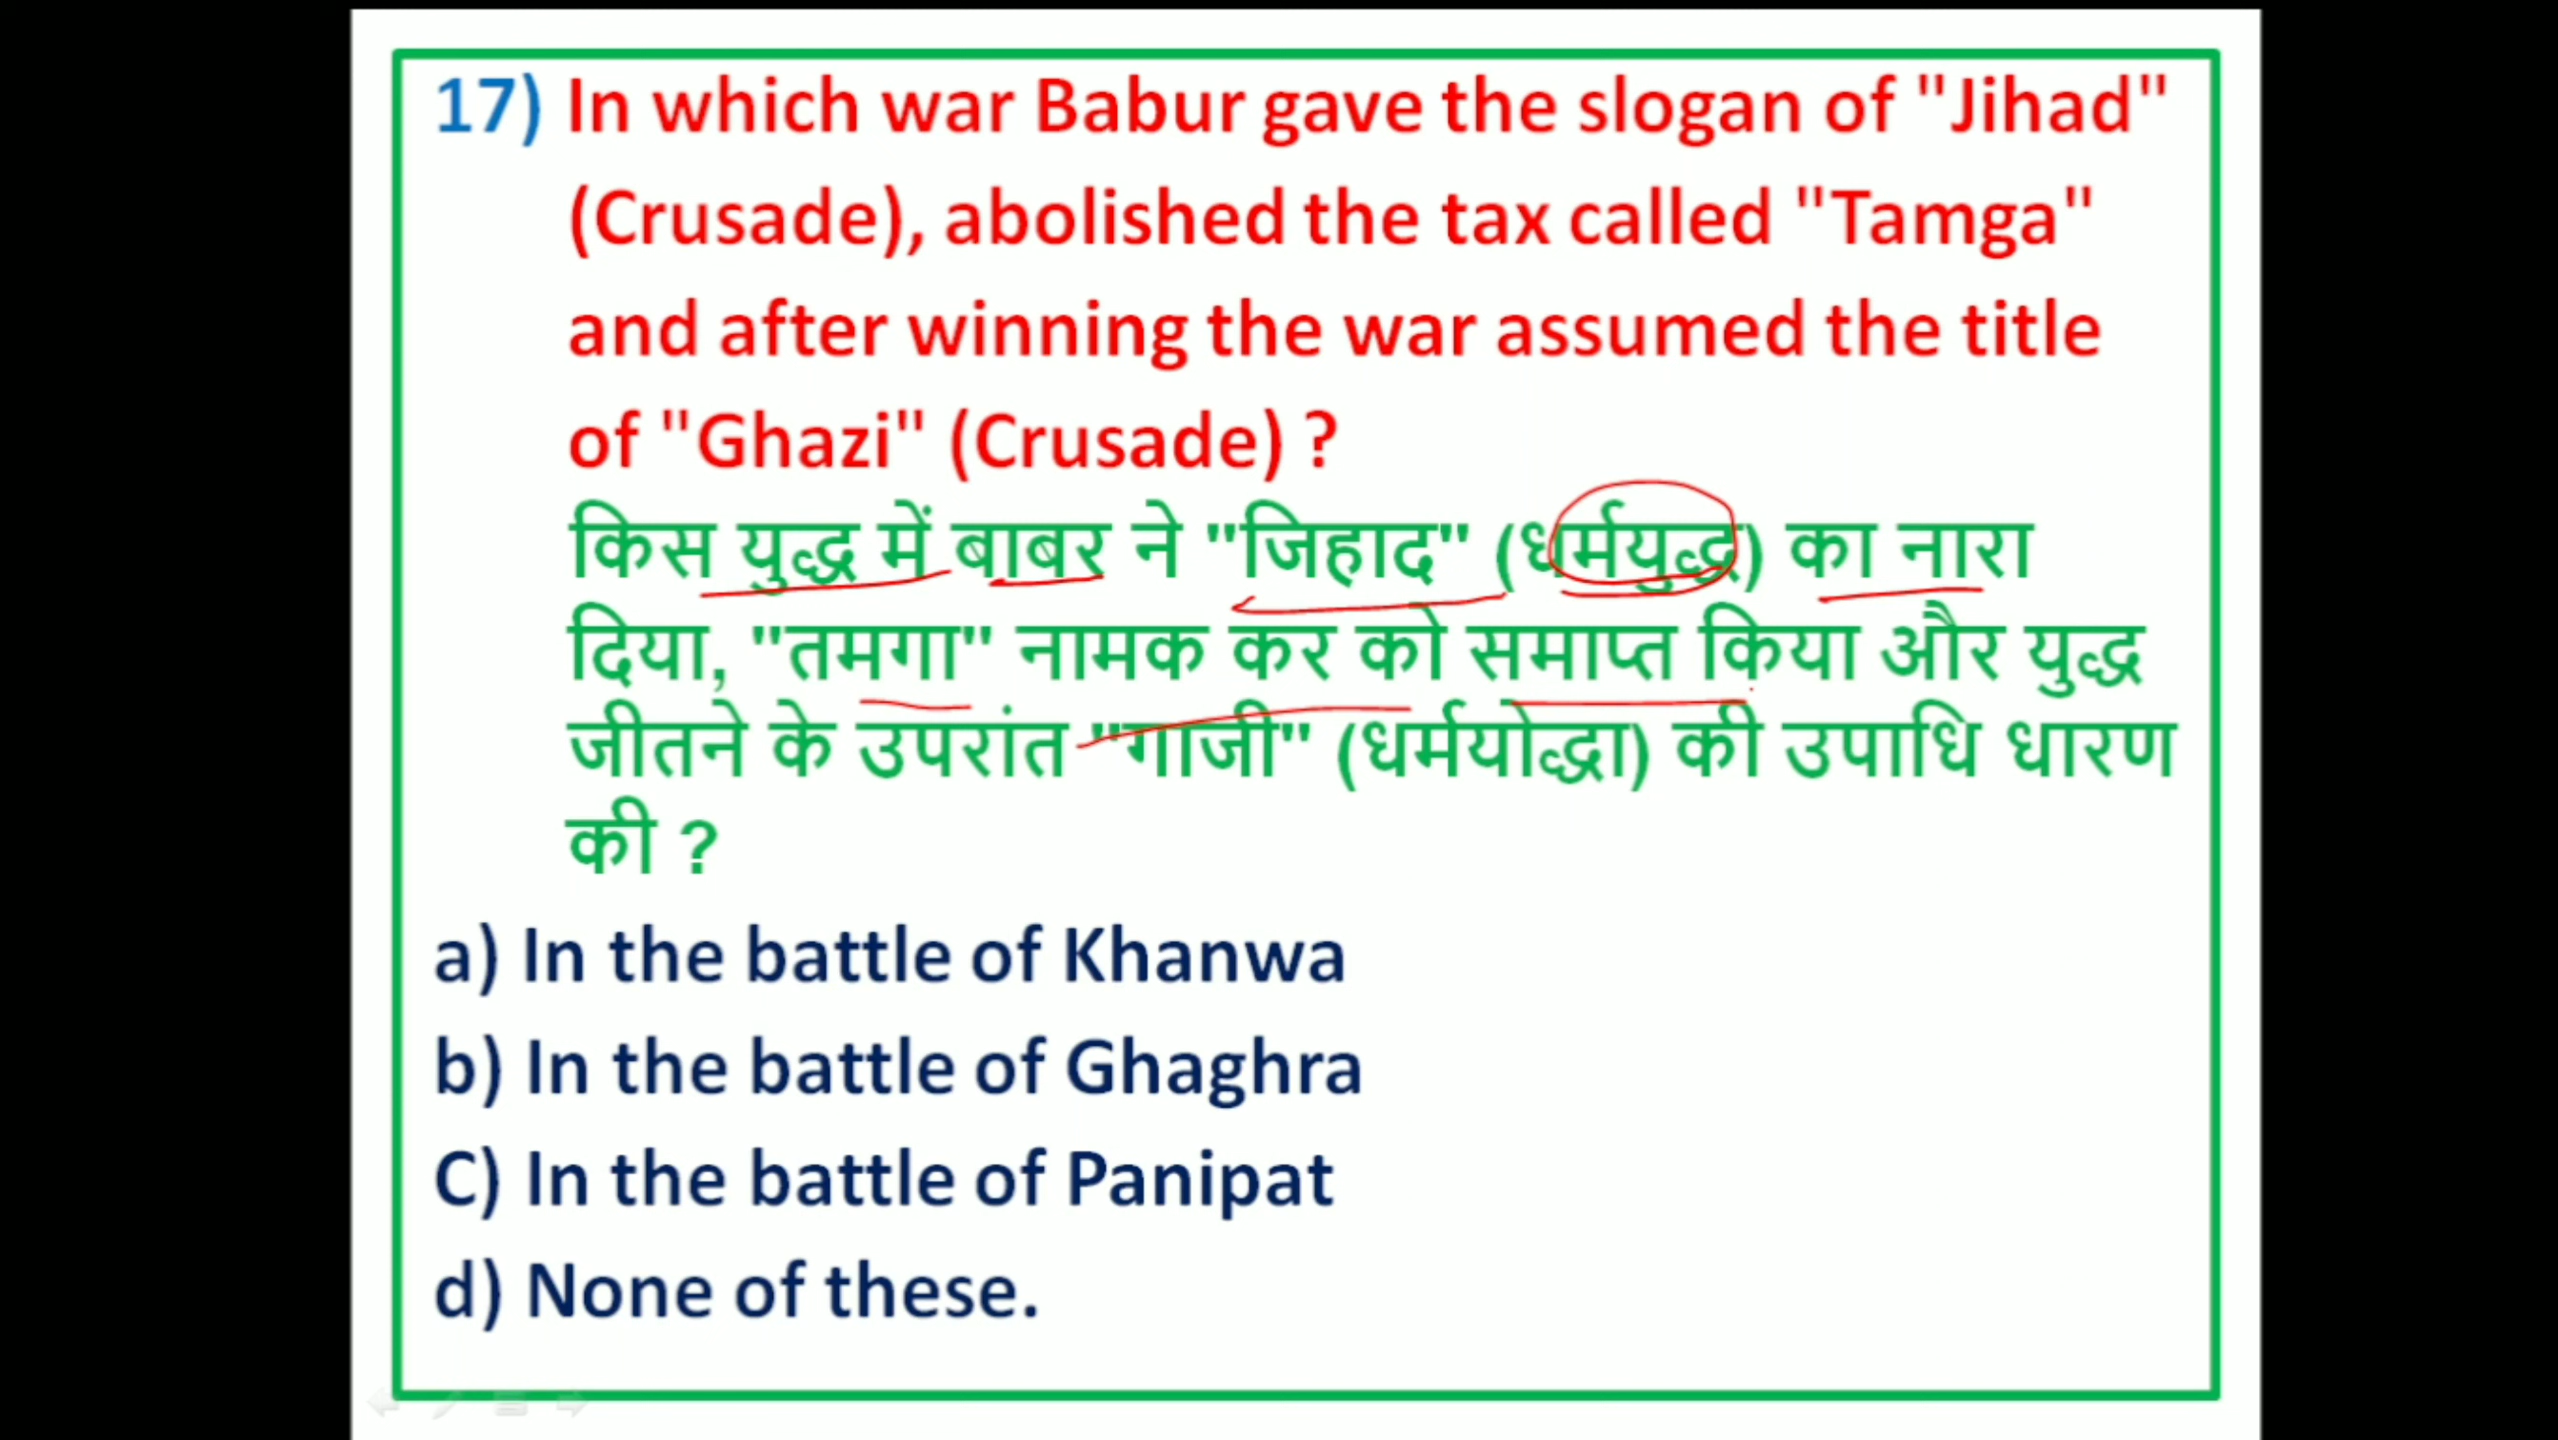 17) In which war Babur gave the slogan of "Jihad"
(Crusade), abolished the tax called "Tamga"
and after winning the war assumed the title
of "Ghazi" (Crusade) ?
किस युद्ध में बाबर ने "जिहाद" (धर्मयुद्ध) का नारा
दिया, "तमगा" नामक कर को समाप्त किया और युद्ध
जीतने के उपरांत "गाजी" (धर्मयोद्धा) की उपाधि धारण
की ?
a) In the battle of Khanwa
b) In the battle of Ghaghra
C) In the battle of Panipat
d) None of these.